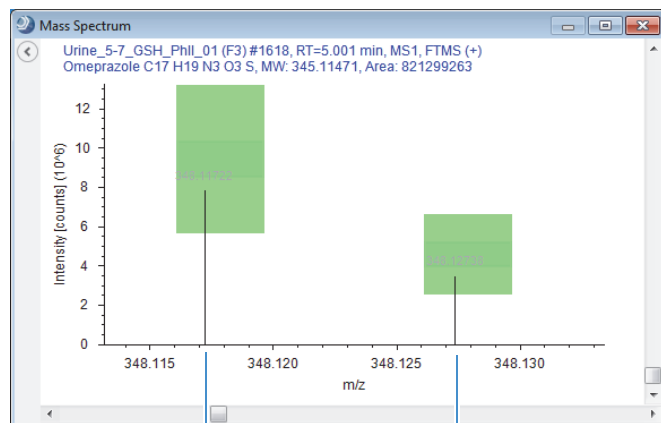 Mass Spectrum
Urine_5-7_GSH_PhII_01 (F3) #1618, RT=5.001 min, MS1, FTMS (+)
Omeprazole C17 H19 N3 O3 S, MW: 345.11471, Area: 821299263
Intensity [counts] (10^6)
12
10
8
6
4
2
0
348.11722
348.12738
348.115
348.120
348.125
348.130
m/z